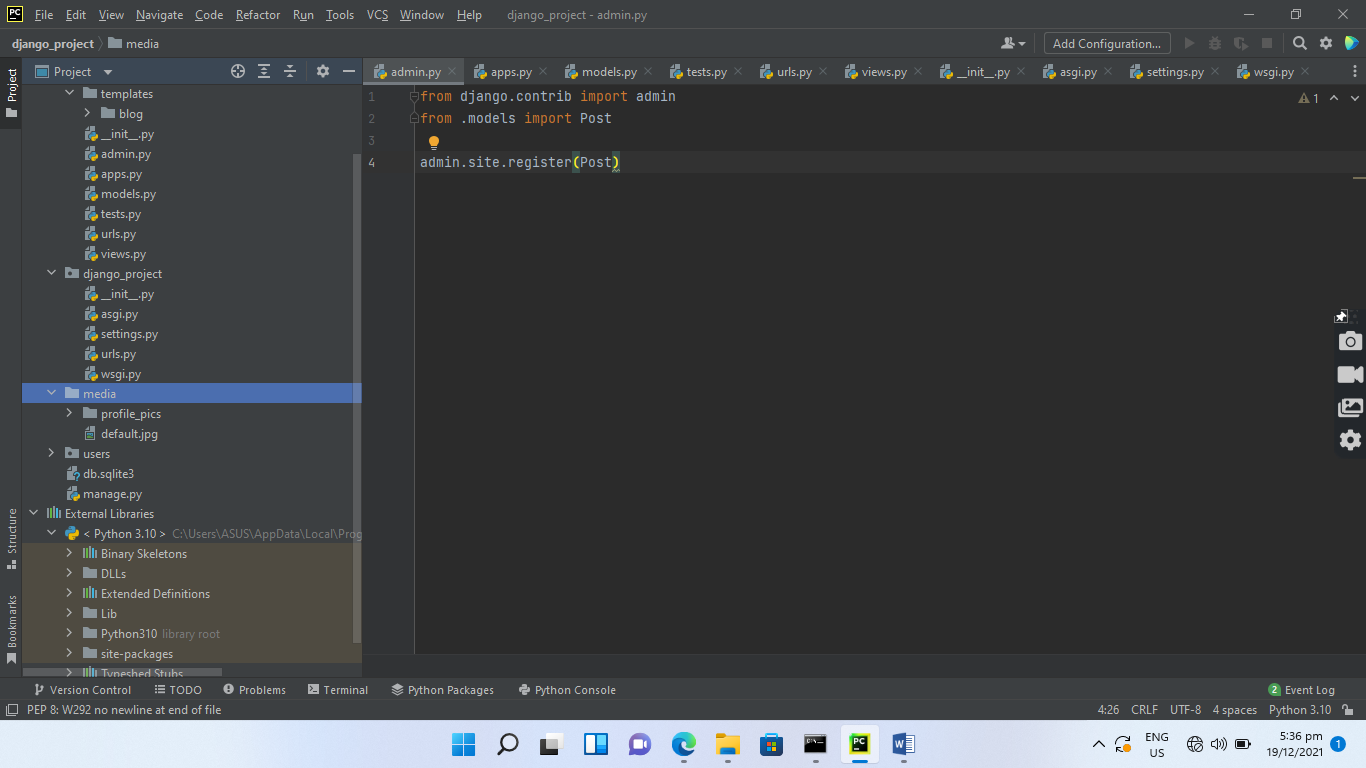 PC File Edit View Navigate Code Refactor Run Tools VCS Window Help django_project - admin.py
django_project media Add Configuration...
Project
Project
admin.py apps.py models.py tests.py urls.py views.py __init__.py asgi.py settings.py wsgi.py
templates
blog
__init__.py
admin.py
apps.py
models.py
tests.py
urls.py
views.py
django_project
__init__.py
asgi.py
settings.py
urls.py
wsgi.py
media
profile_pics
default.jpg
users
db.sqlite3
manage.py
External Libraries
< Python 3.10 > C:\Users\ASUS\AppData\Local\Prog
Binary Skeletons
DLLs
Extended Definitions
Lib
Python310 library root
site-packages
Typeshed Stubs
Structure
Bookmarks
1 from django.contrib import admin
2 from .models import Post
3
4 admin.site.register(Post)
1
Version Control TODO Problems Terminal Python Packages Python Console 2 Event Log
PEP 8: W292 no newline at end of file 4:26 CRLF UTF-8 4 spaces Python 3.10
PC W ENG
US
5:36 pm
19/12/2021
1